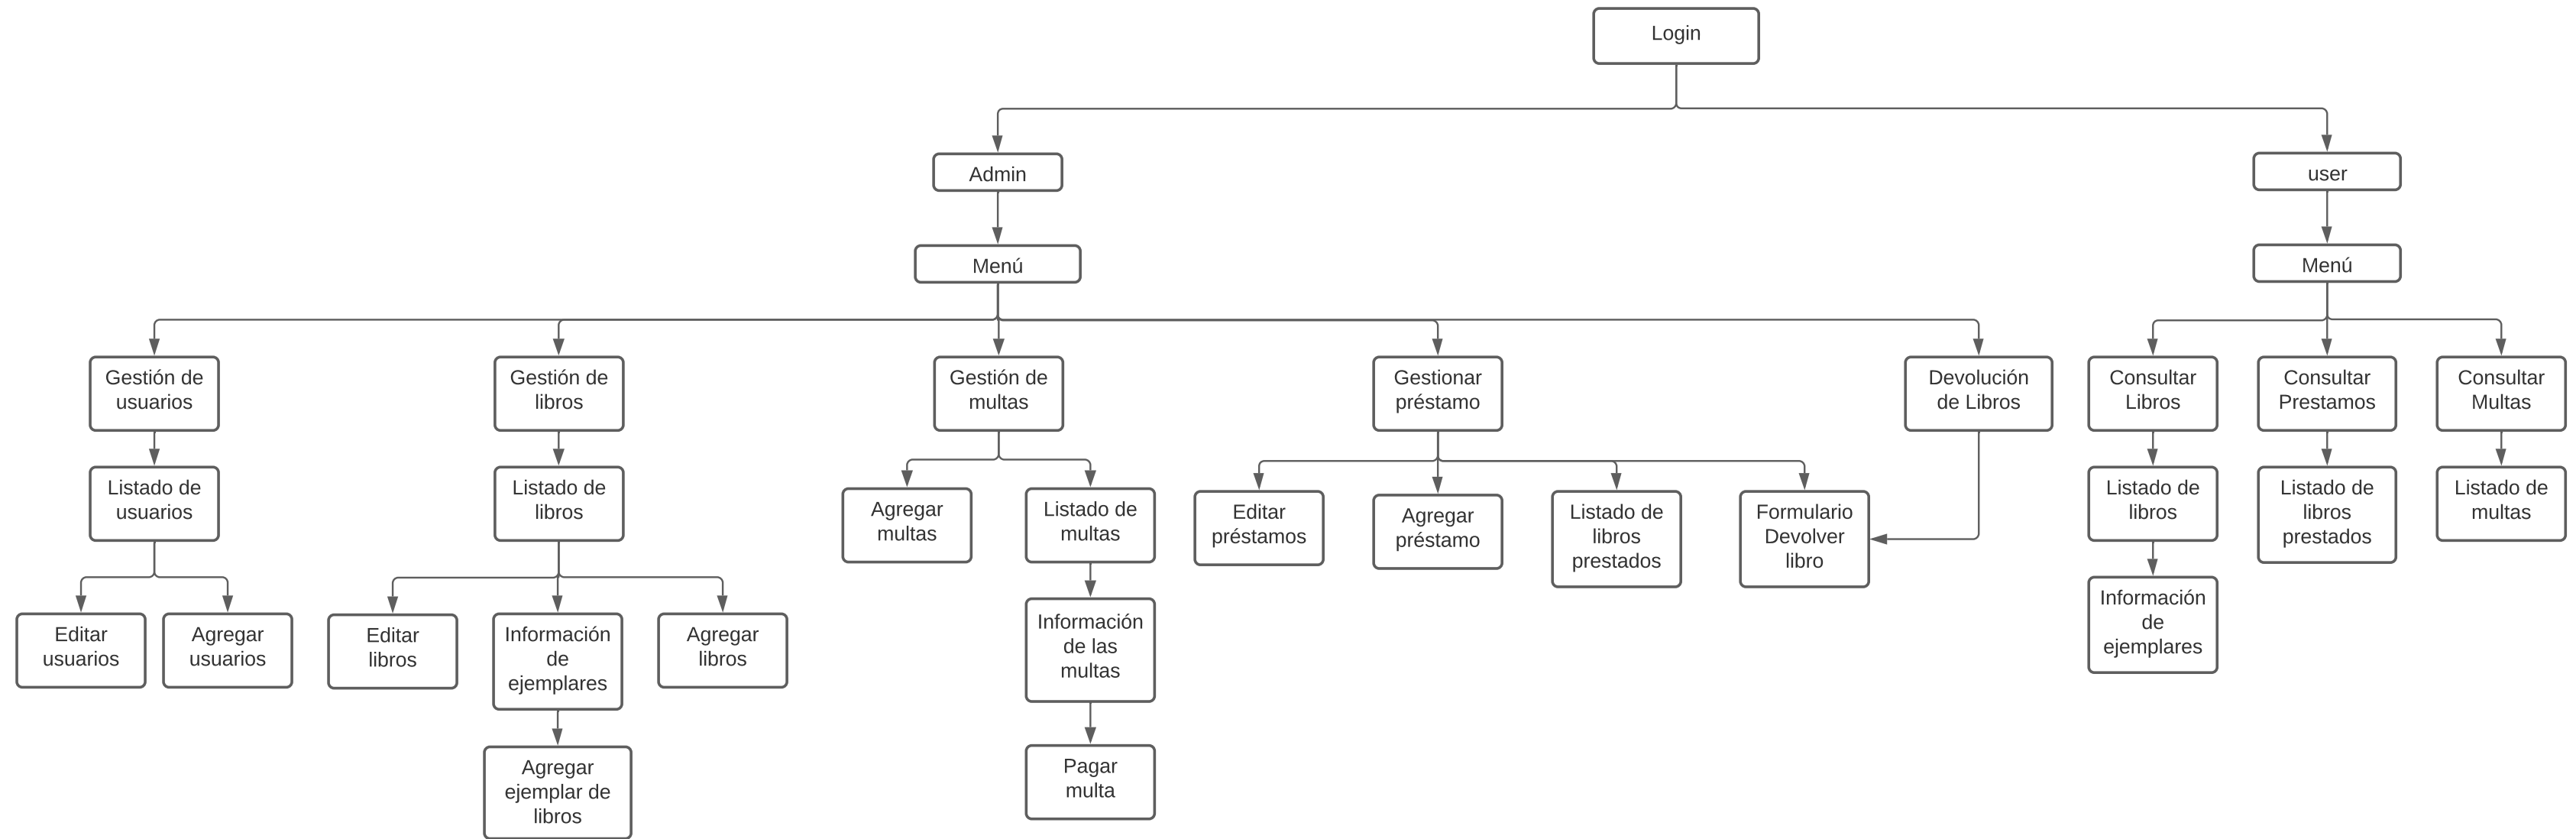 Login
Admin
user
Menú
Menú
Gestión de
usuarios
Gestión de
libros
Gestión de
multas
Gestionar
préstamo
Devolución
de Libros
Consultar
Libros
Consultar
Prestamos
Consultar
Multas
Listado de
usuarios
Listado de
libros
Agregar
multas
Listado de
multas
Editar
préstamos
Agregar
préstamo
Listado de
libros
prestados
Formulario
Devolver
libro
Listado de
libros
Listado de
libros
prestados
Listado de
multas
Editar
usuarios
Agregar
usuarios
Editar
libros
Información
de
ejemplares
Agregar
libros
Información
de las
multas
Información
de
ejemplares
Agregar
ejemplar de
libros
Pagar
multa